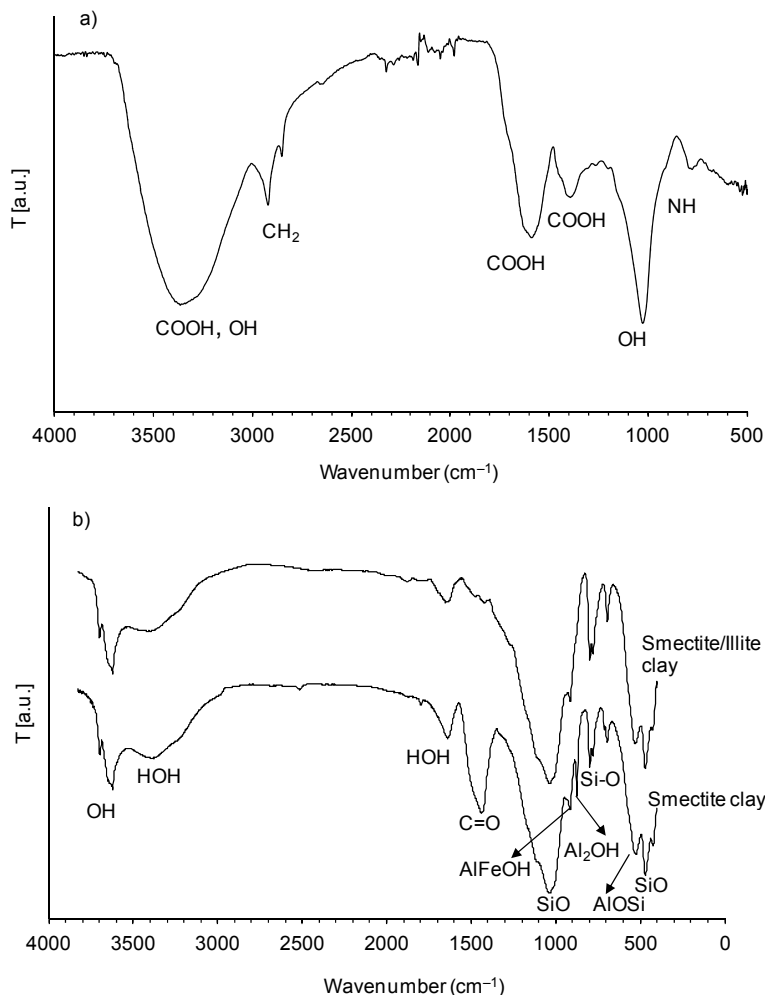 a)
T [a.u.]
CH₂
COOH, OH
COOH
COOH
NH
OH
4000 3500 3000 2500 2000 1500 1000 500
Wavenumber (cm⁻¹)
b)
T [a.u.]
Smectite/Illite
clay
OH
HOH
HOH
C=O
Si-O
Smectite clay
AlFeOH
Al₂OH
SiO
AlOSi
SiO
4000 3500 3000 2500 2000 1500 1000 500 0
Wavenumber (cm⁻¹)